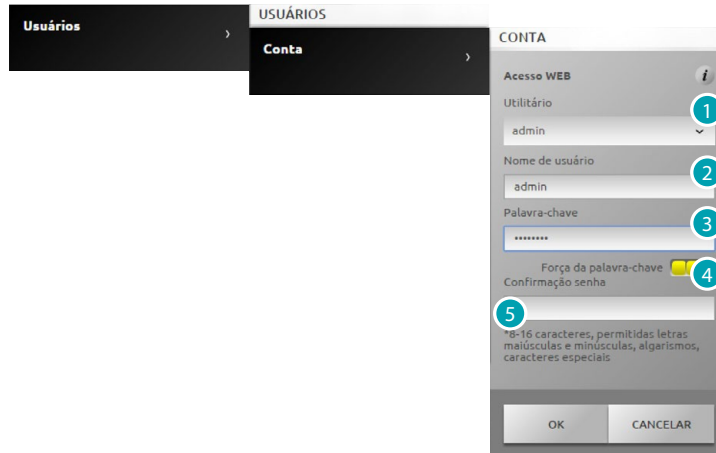 Usuários
USUÁRIOS
Conta
CONTA
Acesso WEB i
Utilitário
1
admin
Nome de usuário
2
admin
Palavra-chave
3
••••••••
Força da palavra-chave 4
Confirmação senha
5
*8-16 caracteres, permitidas letras
maiúsculas e minúsculas, algarismos,
caracteres especiais
OK CANCELAR